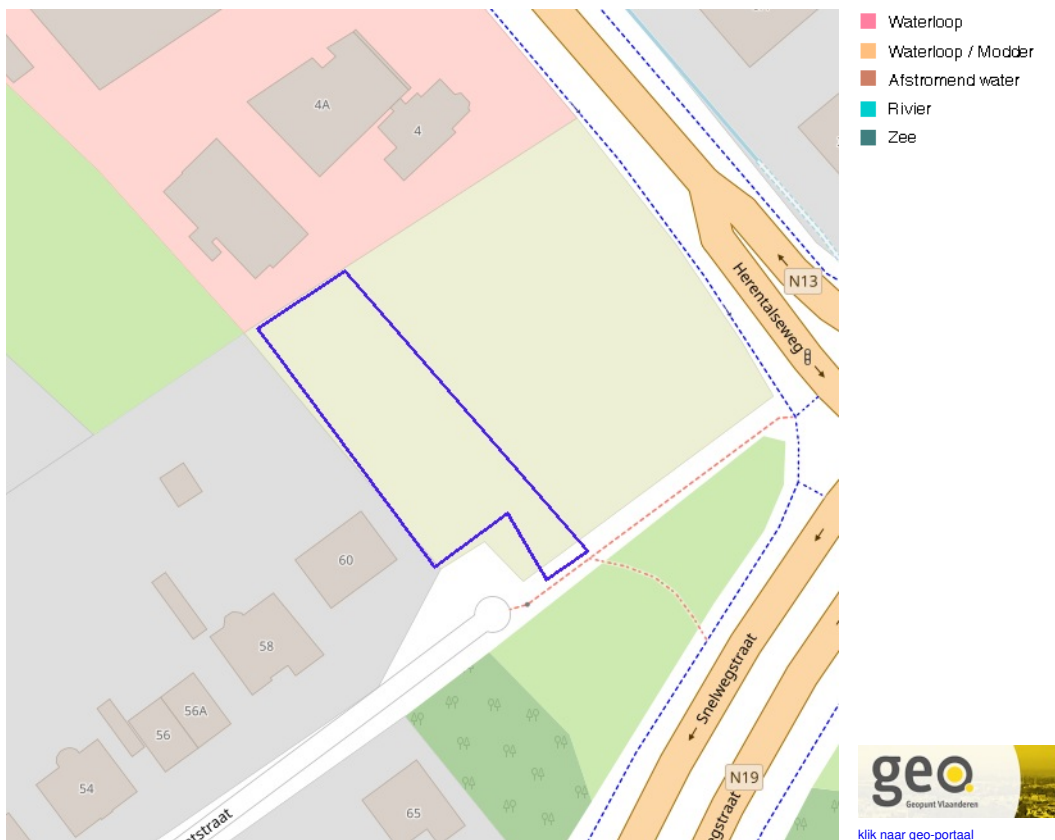 Waterloop
Waterloop / Modder
Afstromend water
Rivier
Zee
4A
4
N13
Herentalseweg
60
58
56A
56
54
65
Snelwegstraat
N19
geo
Geopunt Vlaanderen
klik naar geo-portaal